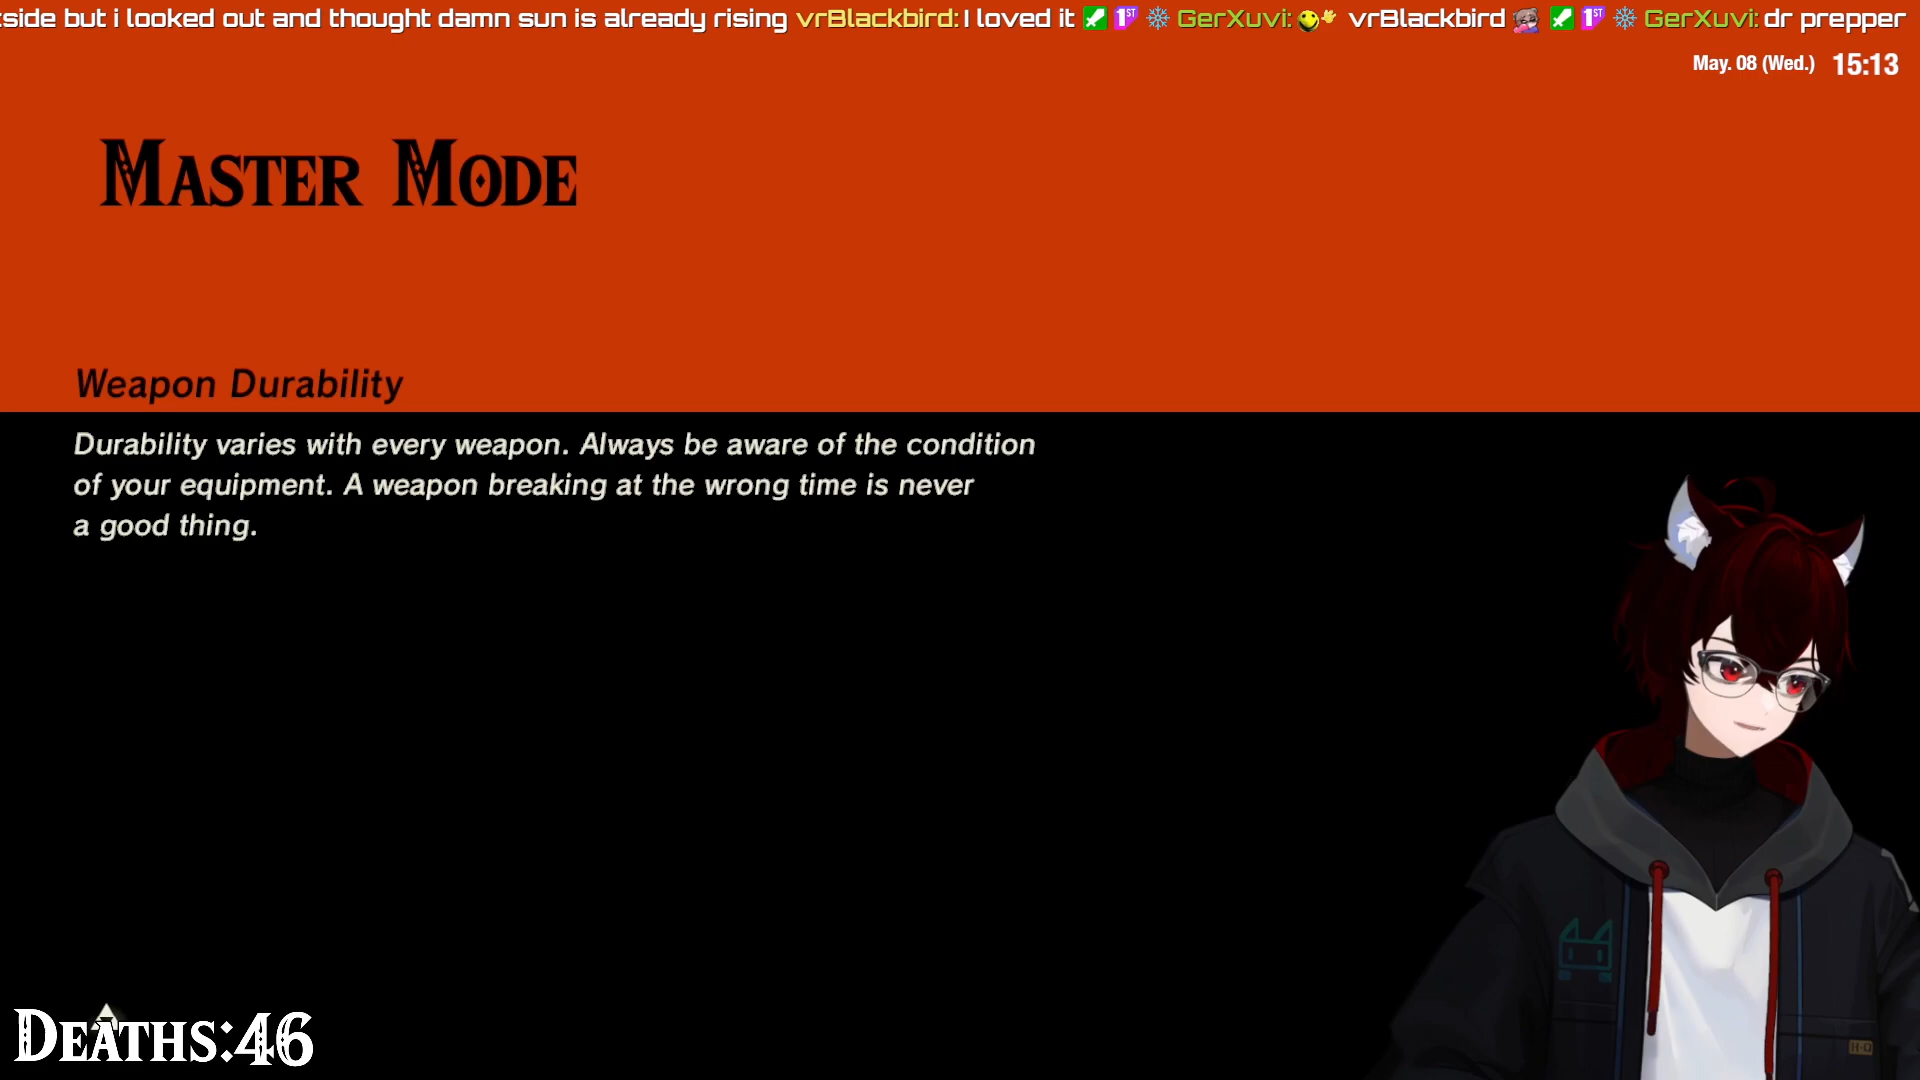 side but i looked out and thought damn sun is already rising vrBlackbird: I loved it 1ST GerXuvi: vrBlackbird 1ST GerXuvi: dr prepper
May. 08 (Wed.) 15:13
Master Mode
Weapon Durability
Durability varies with every weapon. Always be aware of the condition
of your equipment. A weapon breaking at the wrong time is never
a good thing.
Deaths:46